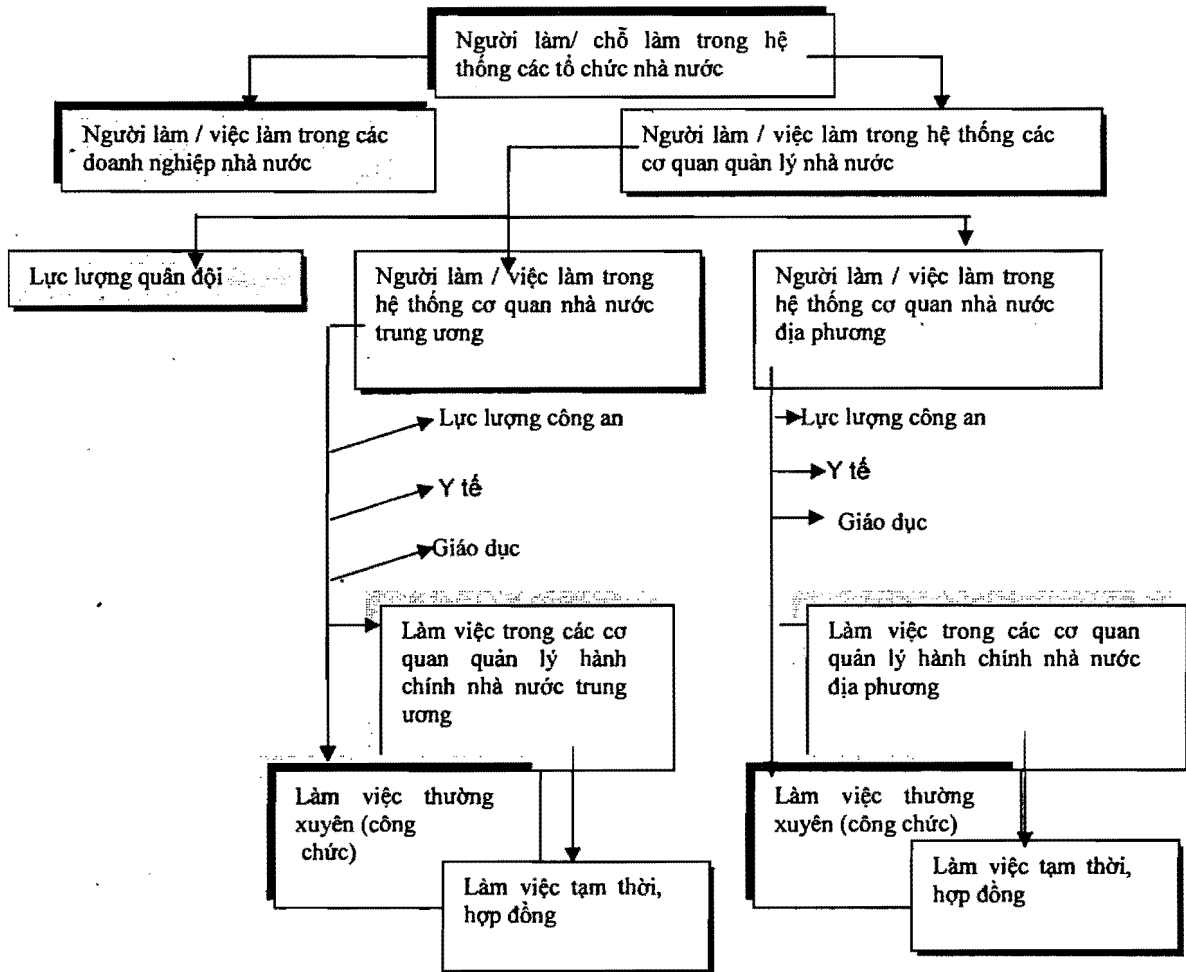 Người làm/ chỗ làm trong hệ
thống các tổ chức nhà nước
Người làm / việc làm trong các
doanh nghiệp nhà nước
Người làm / việc làm trong hệ thống các
cơ quan quản lý nhà nước
Lực lượng quân đội
Người làm / việc làm trong
hệ thống cơ quan nhà nước
trung ương
Người làm / việc làm trong
hệ thống cơ quan nhà nước
địa phương
Lực lượng công an
Y tế
Giáo dục
Lực lượng công an
Y tế
Giáo dục
Làm việc trong các cơ
quan quản lý hành
chính nhà nước trung
ương
Làm việc trong các cơ quan
quản lý hành chính nhà nước
địa phương
Làm việc thường
xuyên (công
chức)
Làm việc tạm thời,
hợp đồng
Làm việc thường
xuyên (công chức)
Làm việc tạm thời,
hợp đồng